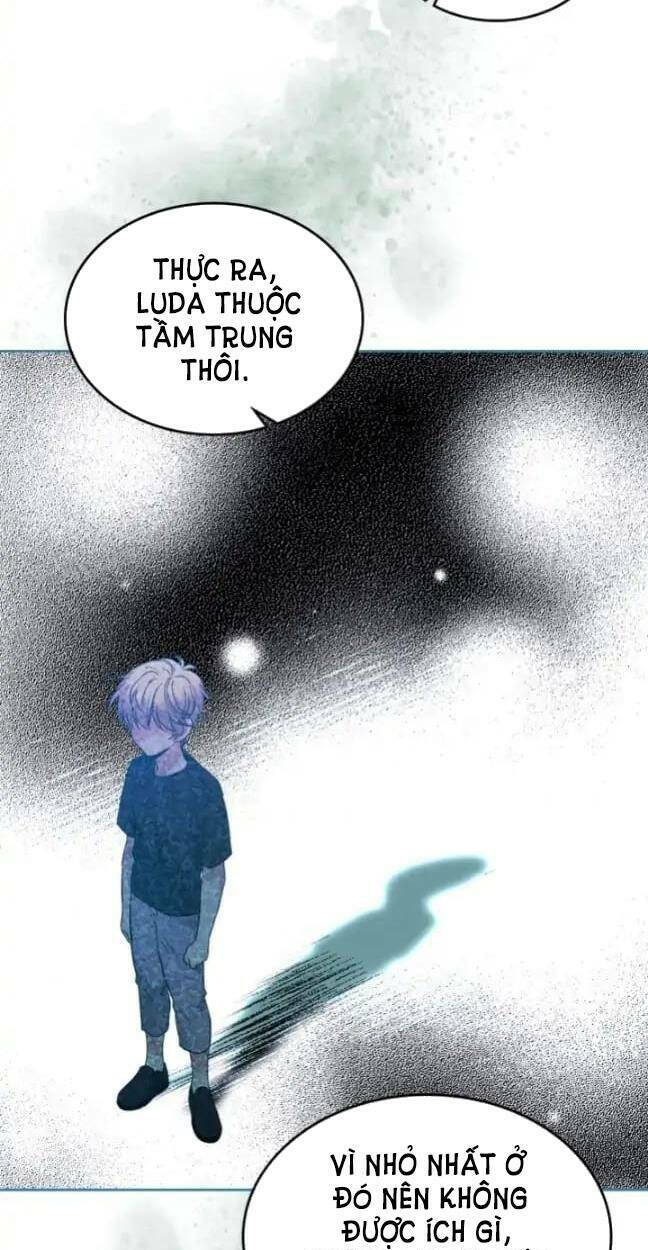 THỰC RA,
LUDA THUỘC
TẦM TRUNG
THÔI.
VÌ NHỎ NHẤT Ở
ĐÓ NÊN KHÔNG
ĐƯỢC ÍCH GÌ,